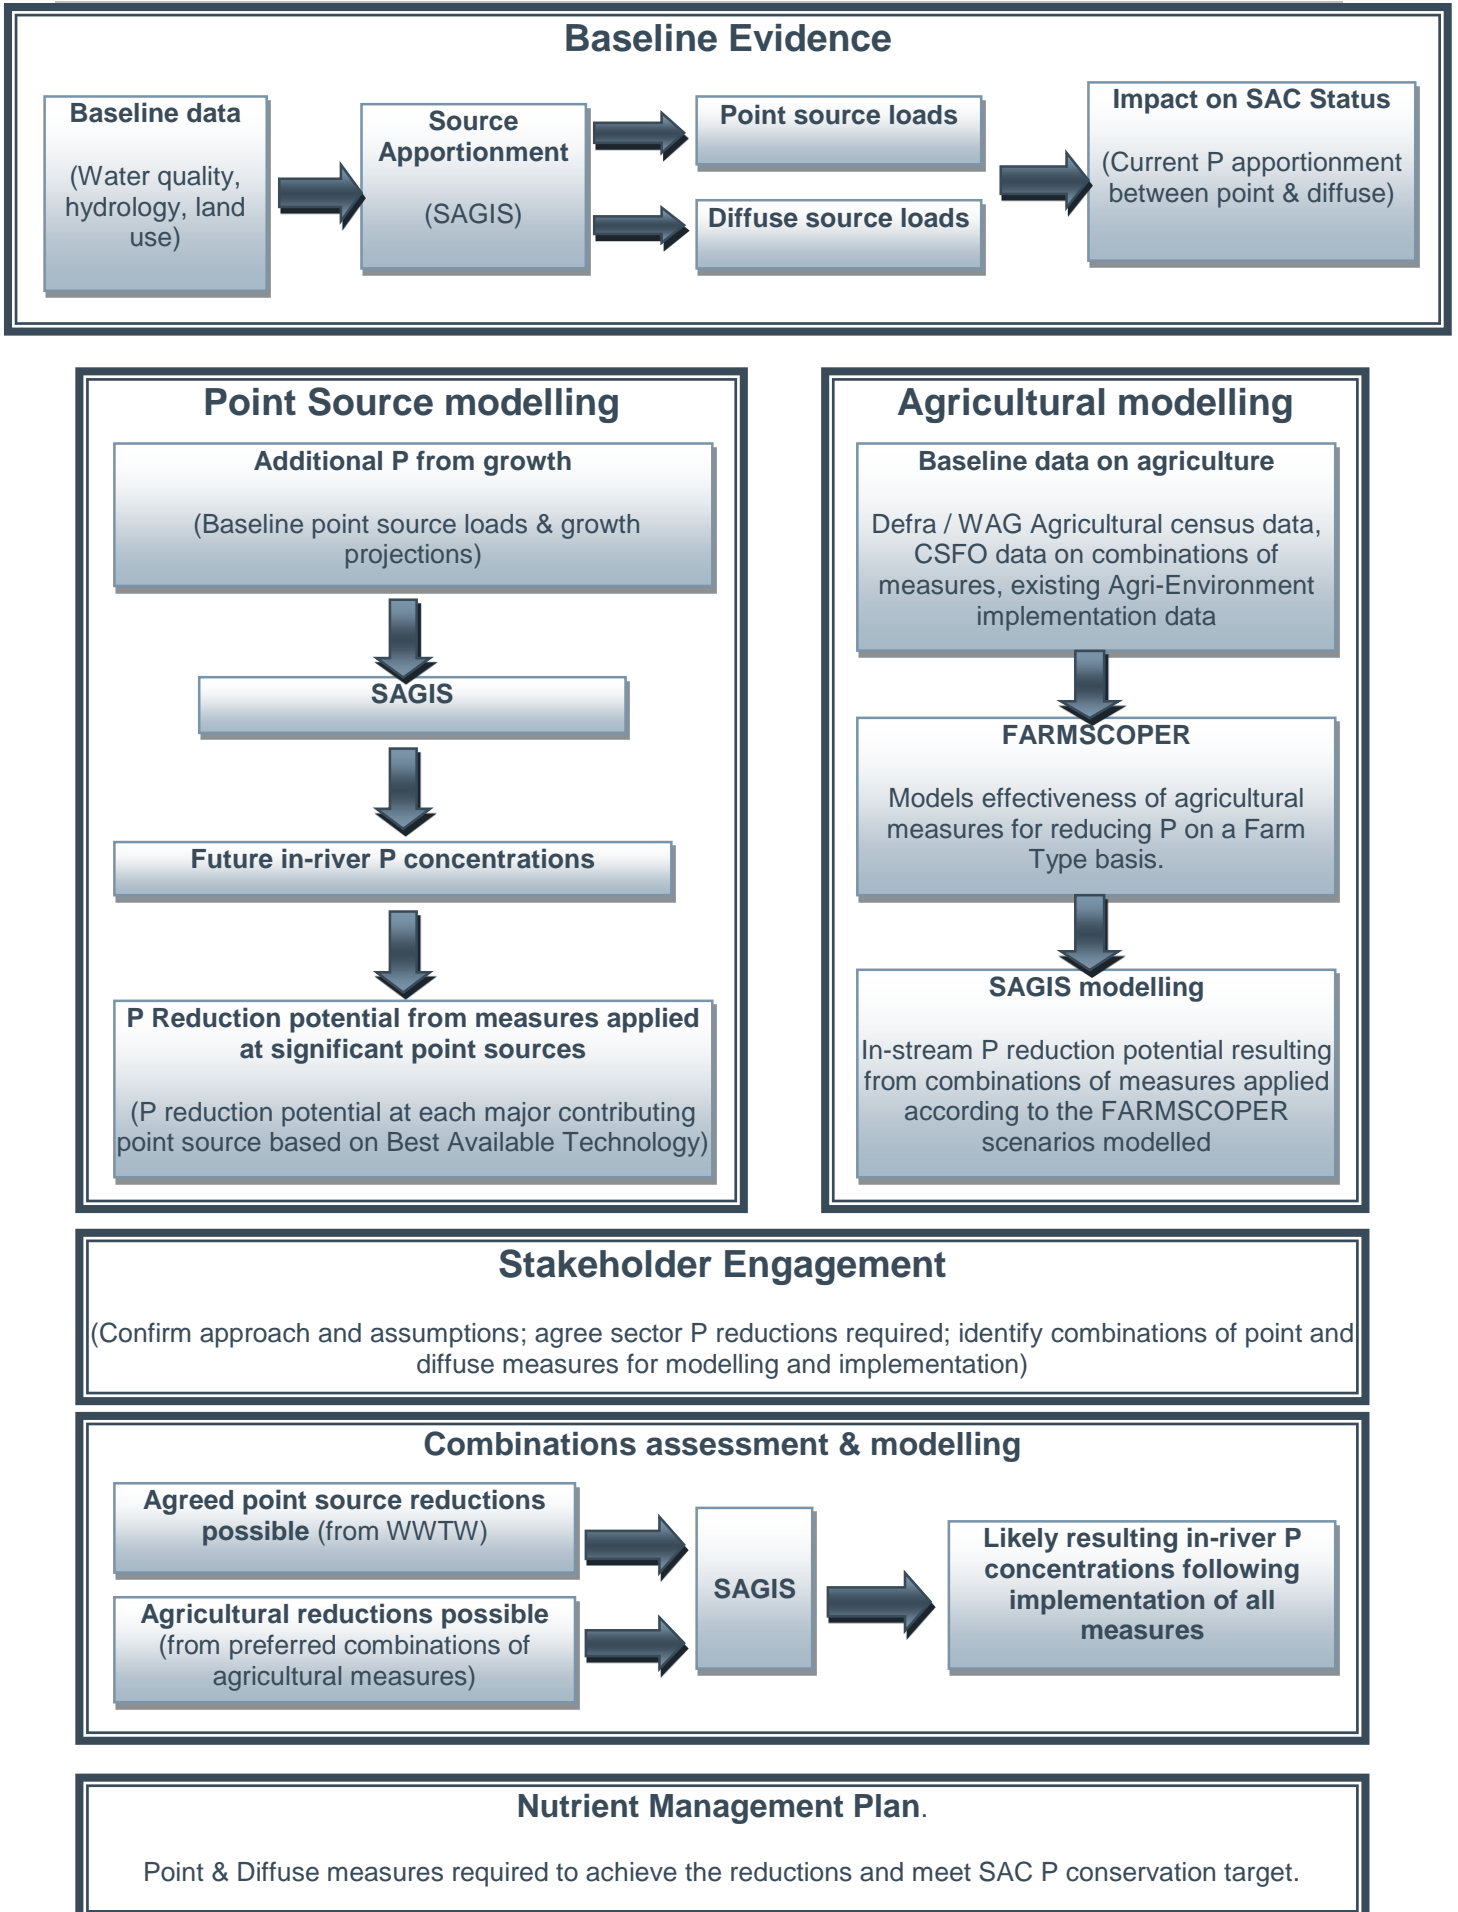 Baseline Evidence
Baseline data
(Water quality,
hydrology, land
use)
Source
Apportionment
(SAGIS)
Point source loads
Diffuse source loads
Impact on SAC Status
(Current P apportionment
between point & diffuse)
Point Source modelling
Additional P from growth
(Baseline point source loads & growth
projections)
SAGIS
Future in-river P concentrations
P Reduction potential from measures applied
at significant point sources
(P reduction potential at each major contributing
point source based on Best Available Technology)
Agricultural modelling
Baseline data on agriculture
Defra / WAG Agricultural census data,
CSFO data on combinations of
measures, existing Agri-Environment
implementation data
FARMSCOPER
Models effectiveness of agricultural
measures for reducing P on a Farm
Type basis.
SAGIS modelling
In-stream P reduction potential resulting
from combinations of measures applied
according to the FARMSCOPER
scenarios modelled
Stakeholder Engagement
(Confirm approach and assumptions; agree sector P reductions required; identify combinations of point and
diffuse measures for modelling and implementation)
Combinations assessment & modelling
Agreed point source reductions
possible (from WWTW)
Agricultural reductions possible
(from preferred combinations of
agricultural measures)
SAGIS
Likely resulting in-river P
concentrations following
implementation of all
measures
Nutrient Management Plan.
Point & Diffuse measures required to achieve the reductions and meet SAC P conservation target.